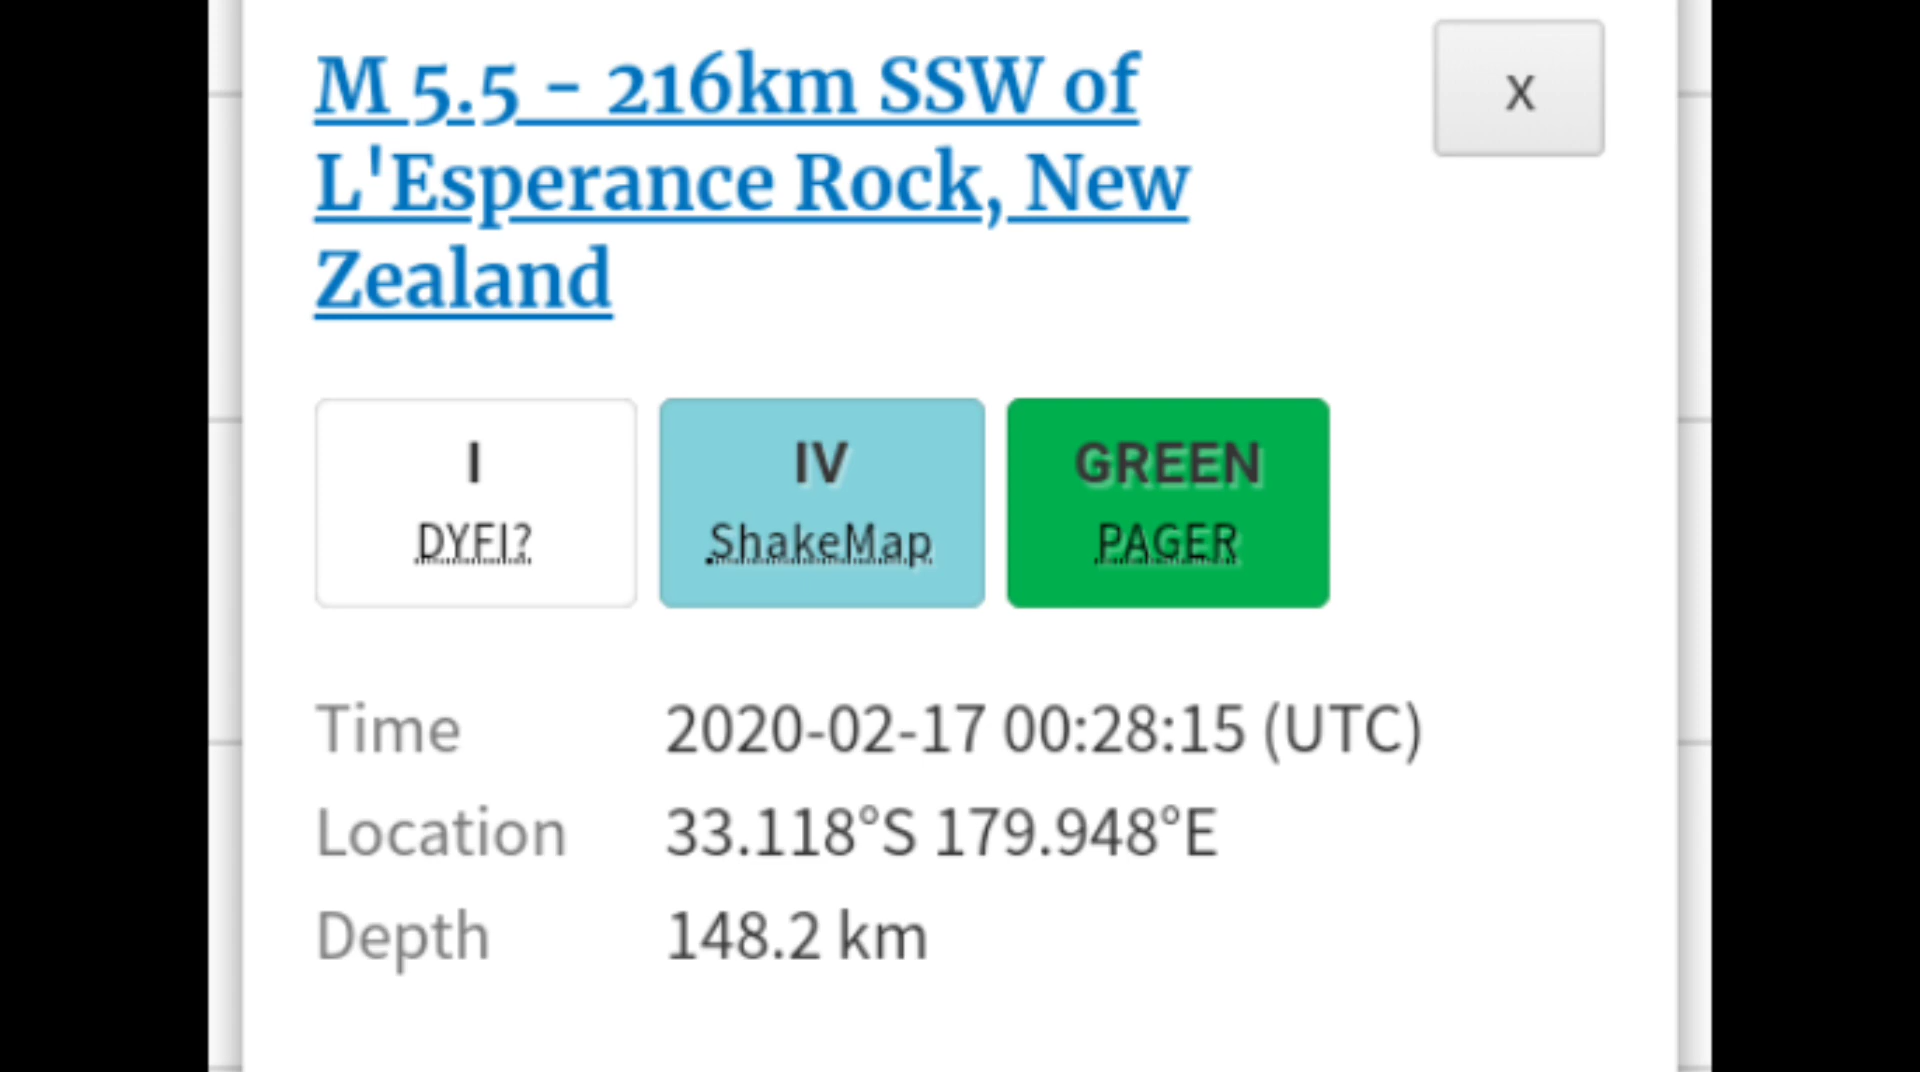 M 5.5 - 216km SSW of
L'Esperance Rock, New
Zealand
x
I
DYFI?
IV
ShakeMap
GREEN
PAGER
Time 2020-02-17 00:28:15 (UTC)
Location 33.118°S 179.948°E
Depth 148.2 km